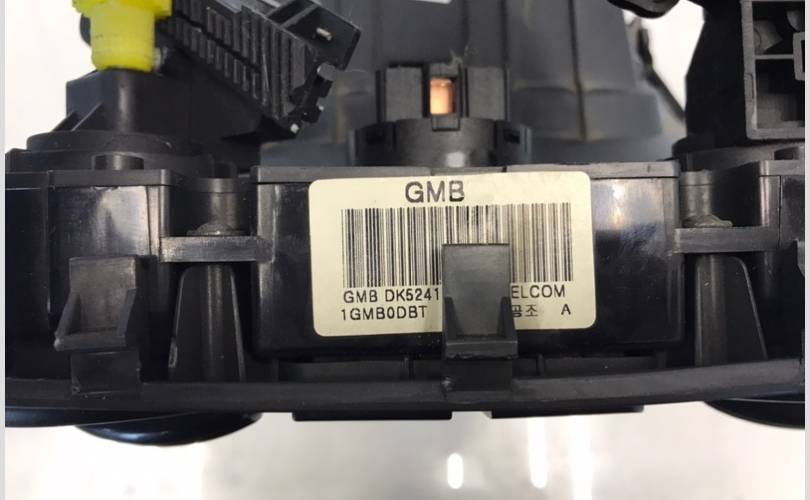 GMB
GMB DK5241 ELCOM
1GMB0DBT 공조 A